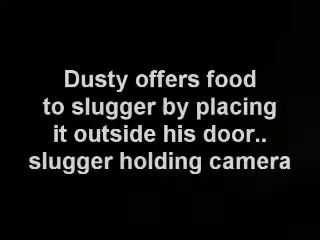 Dusty offers food
to slugger by placing
it outside his door..
slugger holding camera